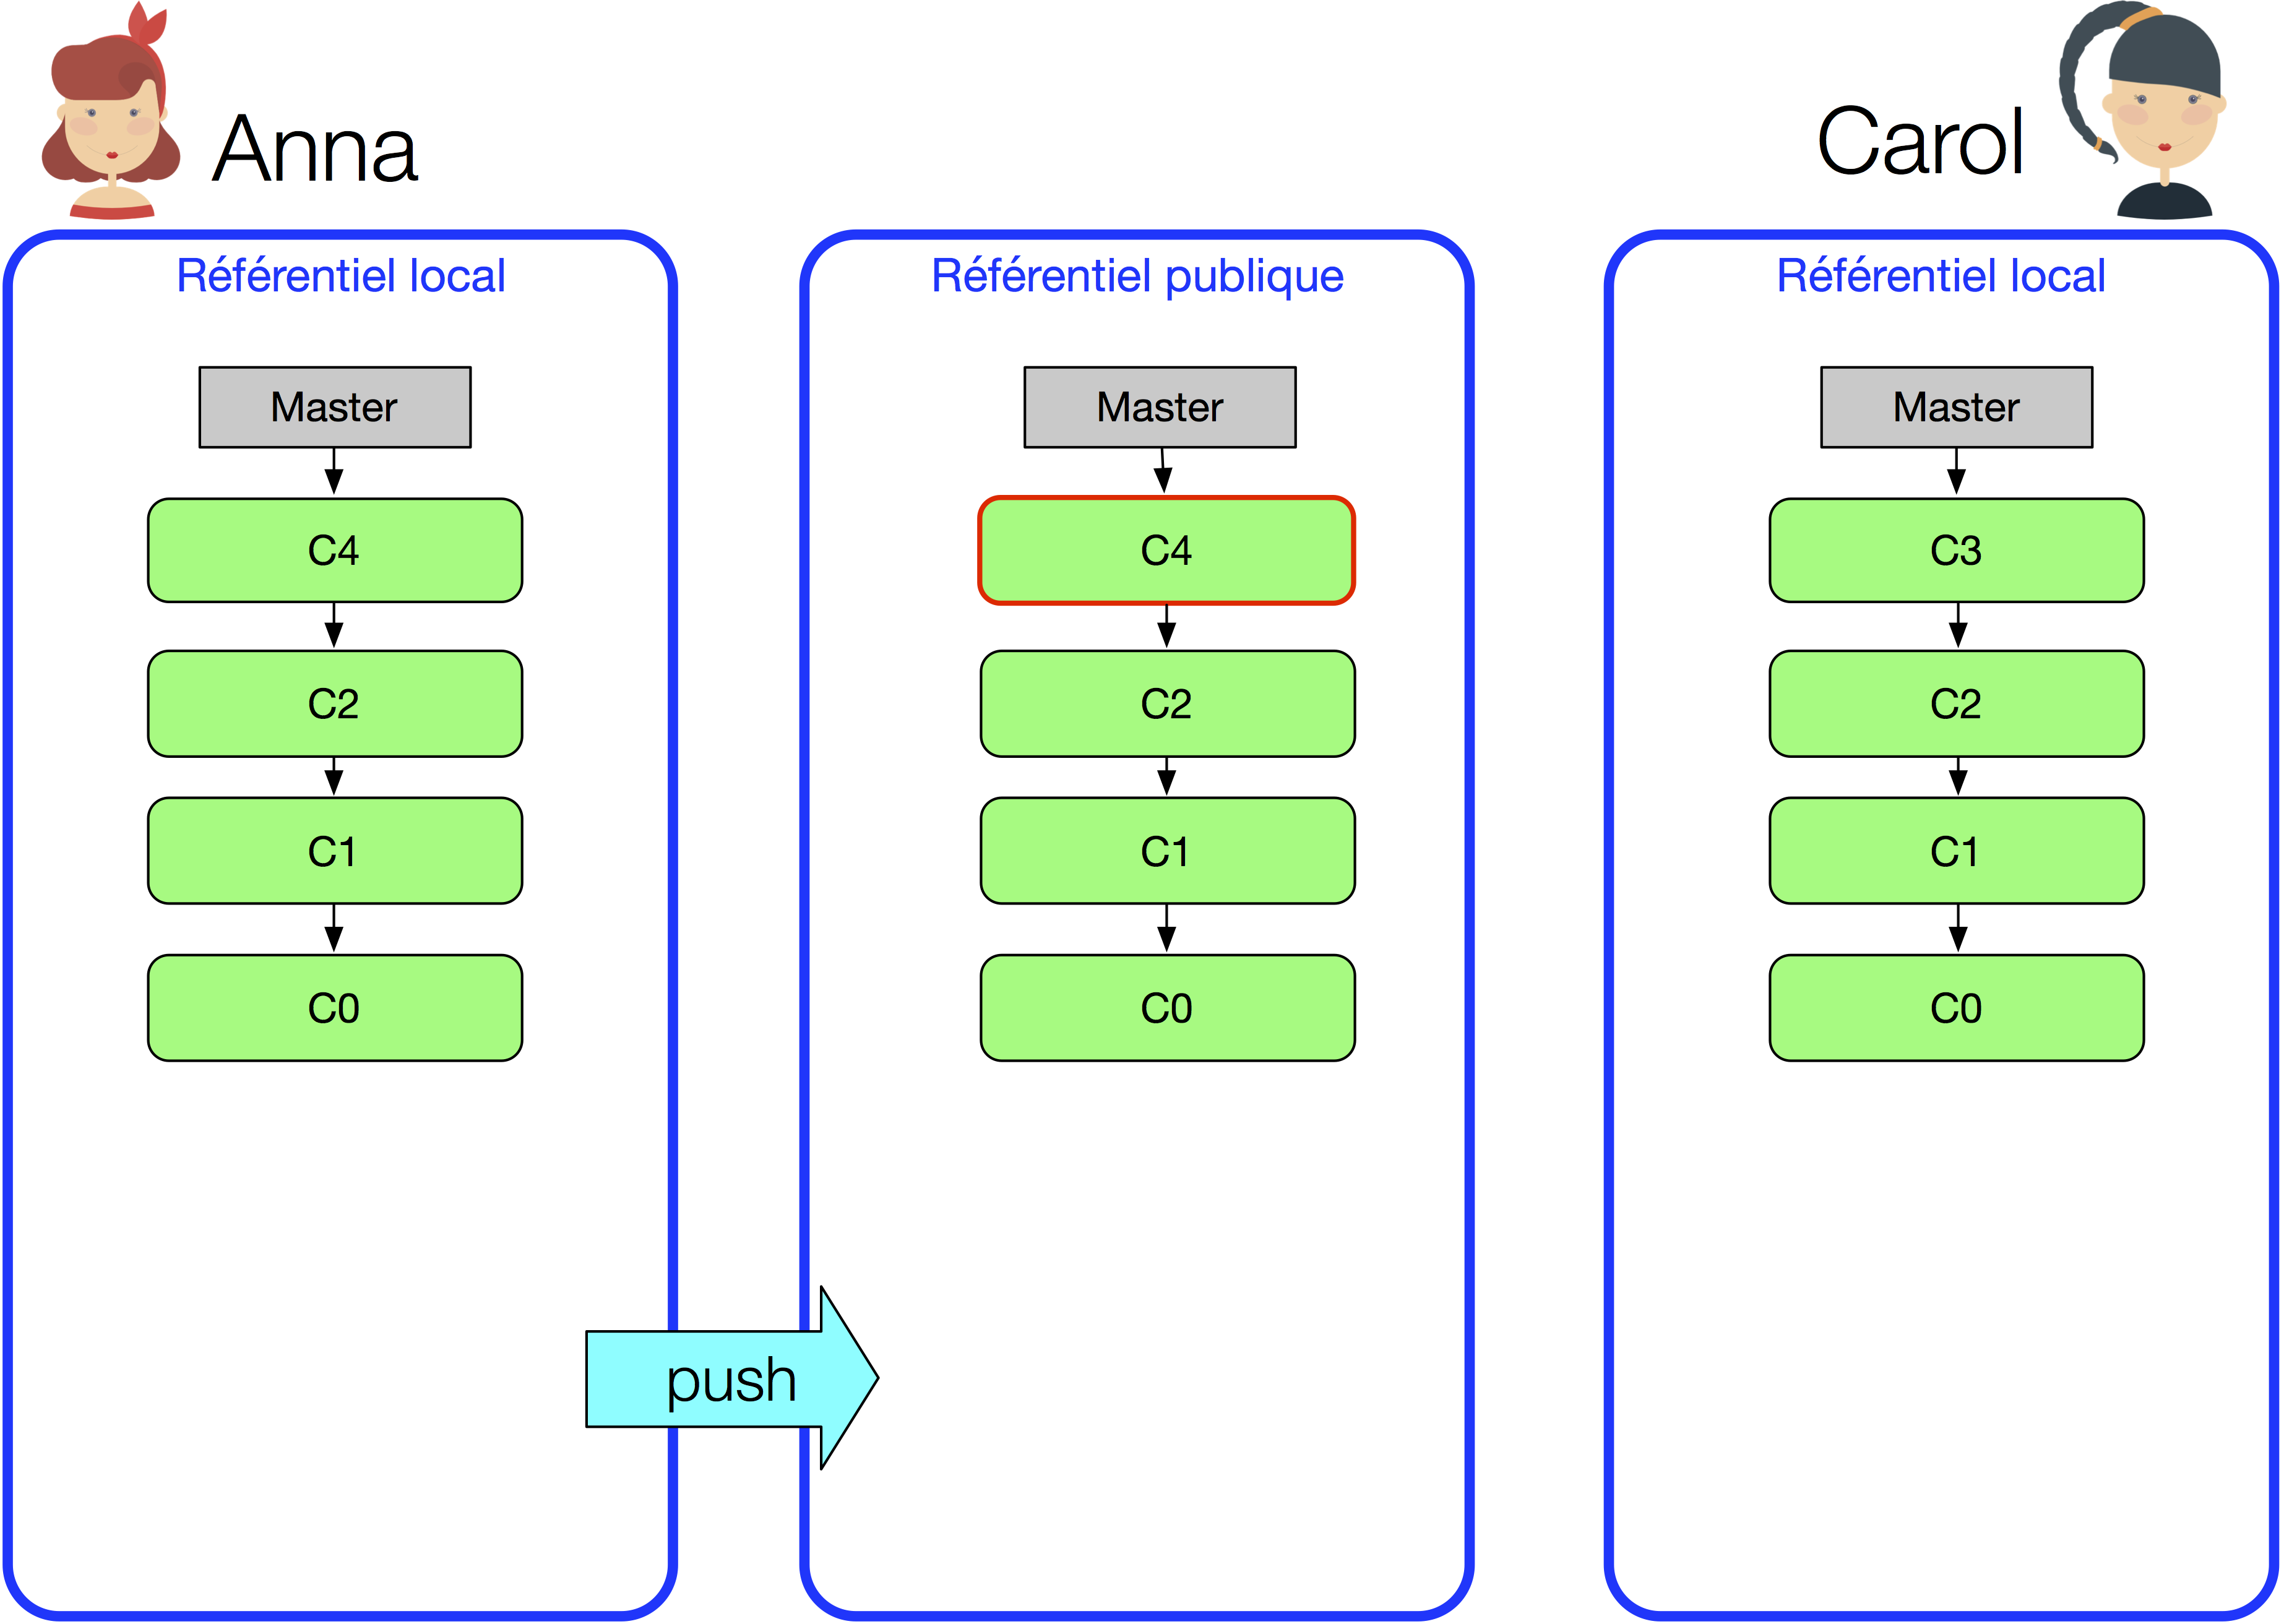 Anna
Carol
Référentiel local
Référentiel publique
Référentiel local
Master
Master
Master
C4
C4
C3
C2
C2
C2
C1
C1
C1
C0
C0
C0
push